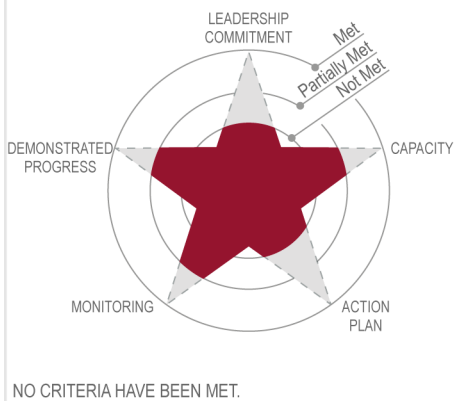 LEADERSHIP
COMMITMENT
Met
Partially Met
Not Met
DEMONSTRATED
PROGRESS
CAPACITY
MONITORING
ACTION
PLAN
NO CRITERIA HAVE BEEN MET.